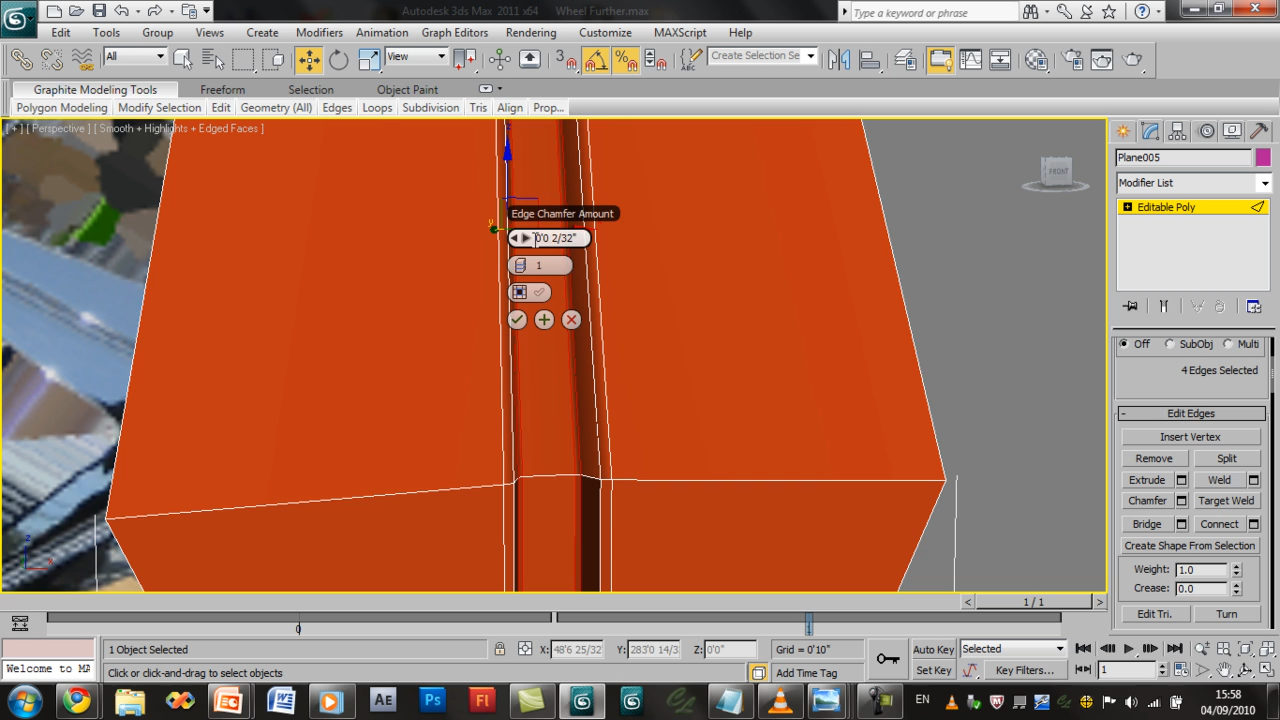 Autodesk 3ds Max 2011 x64 Wheel Further.max
Type a keyword or phrase
Edit Tools Group Views Create Modifiers Animation Graph Editors Rendering Customize MAXScript Help
All
View
3
Create Selection Se
Graphite Modeling Tools Freeform Selection Object Paint
Polygon Modeling Modify Selection Edit Geometry (All) Edges Loops Subdivision Tris Align Prop...
[ + ] [ Perspective ] [ Smooth + Highlights + Edged Faces ]
FRONT
Plane005
Modifier List
Editable Poly
Edge Chamfer Amount
0'0 2/32"
1
y
z
x
Off SubObj Multi
4 Edges Selected
- Edit Edges
Insert Vertex
Remove Split
Extrude Weld
Chamfer Target Weld
Bridge Connect
Create Shape From Selection
Weight: 1.0
Crease: 0.0
Edit Tri. Turn
< 1 / 1 >
0
1
1 Object Selected
X: 48'6 25/32 Y: 283'0 14/3 Z: 0'0"
Grid = 0'10"
Auto Key Selected
Welcome to MA
Click or click-and-drag to select objects
Add Time Tag
Set Key Key Filters...
1
Ae Ps Fl
EN
15:58
04/09/2010